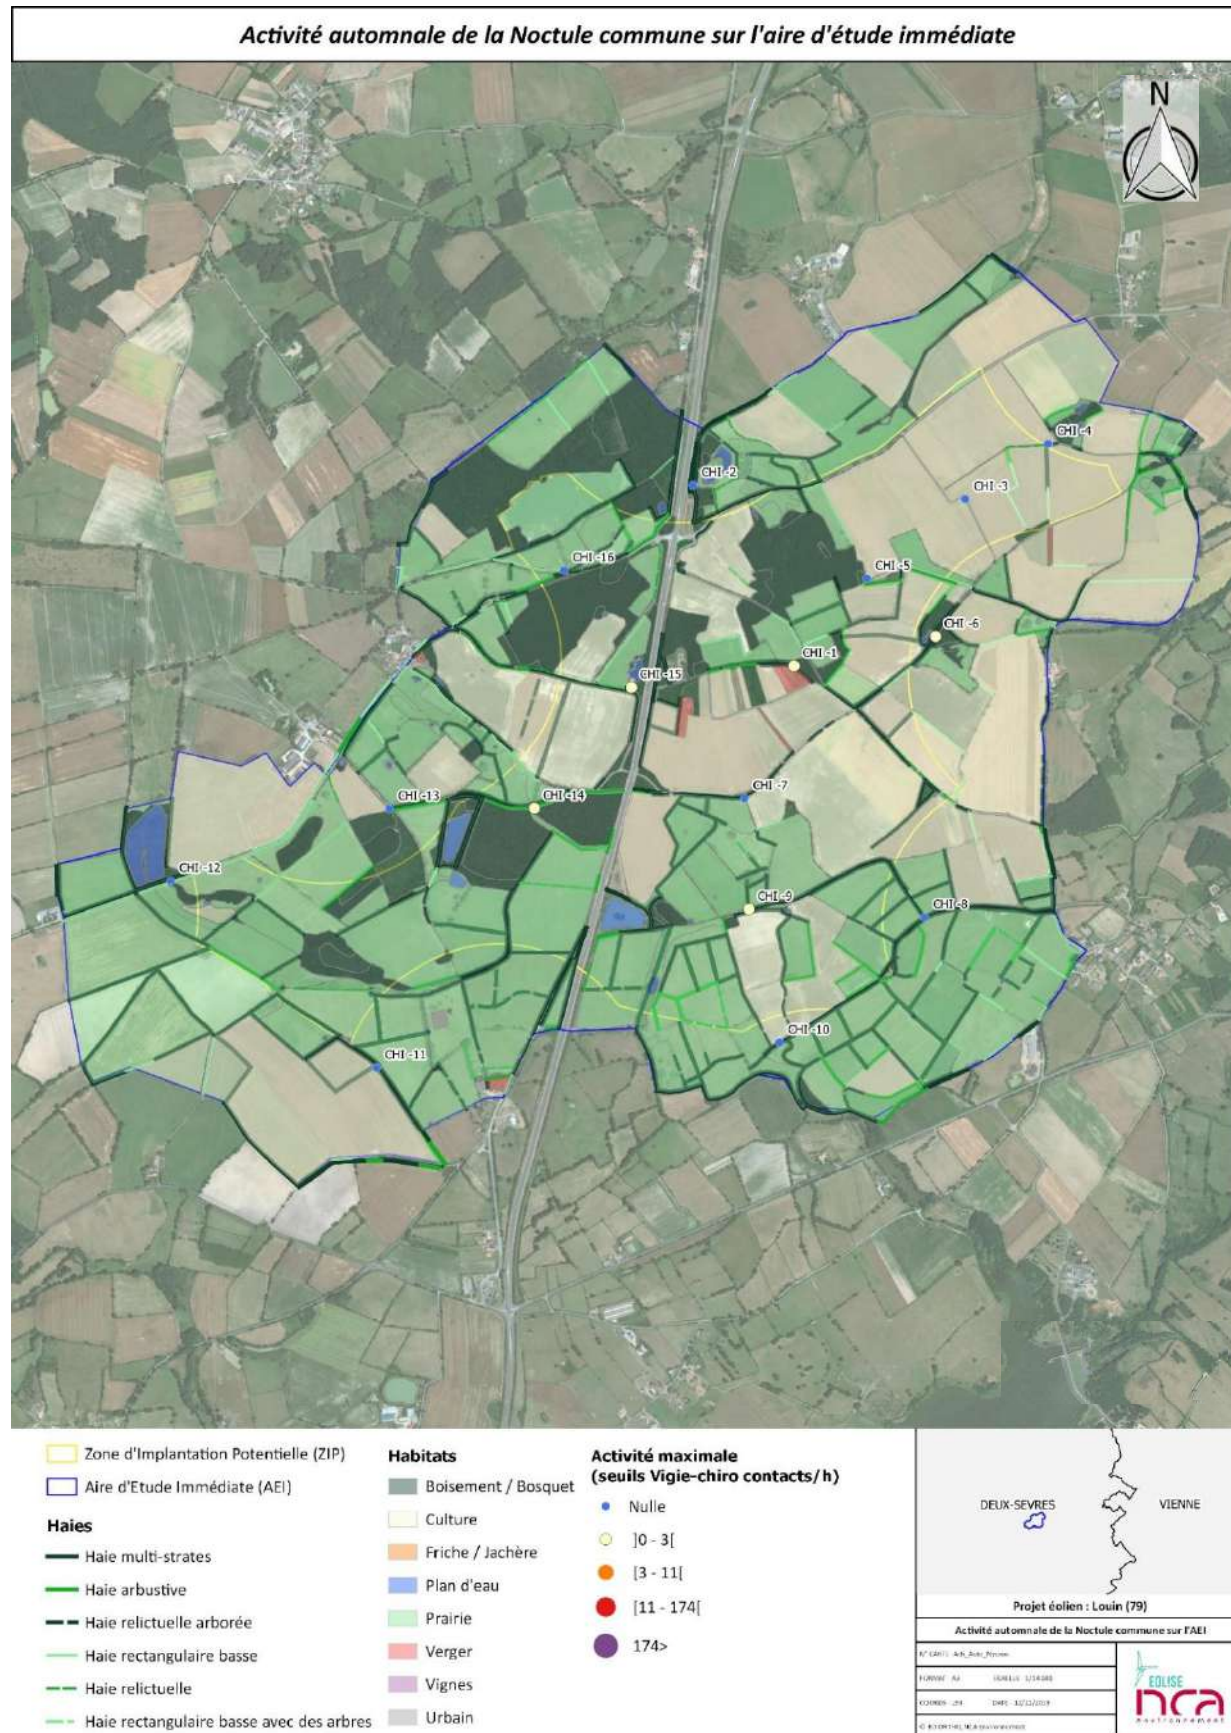 Activité automnale de la Noctule commune sur l'aire d'étude immédiate
N
CHI -4
CHI -2
CHI -3
CHI -16
CHI -5
CHI -6
CHI -1
CHI -15
CHI -7
CHI -13
CHI -14
CHI -12
CHI -9
CHI -8
CHI -10
CHI -11
Zone d'Implantation Potentielle (ZIP)
Aire d'Etude Immédiate (AEI)
Haies
Haie multi-strates
Haie arbustive
Haie relictuelle arborée
Haie rectangulaire basse
Haie relictuelle
Haie rectangulaire basse avec des arbres
Habitats
Boisement / Bosquet
Culture
Friche / Jachère
Plan d'eau
Prairie
Verger
Vignes
Urbain
Activité maximale
(seuils Vigie-chiro contacts/h)
Nulle
]0 - 3[
[3 - 11[
[11 - 174[
174>
DEUX-SEVRES
VIENNE
Projet éolien : Louin (79)
Activité automnale de la Noctule commune sur l'AEI
EOLISE
nca
environnement